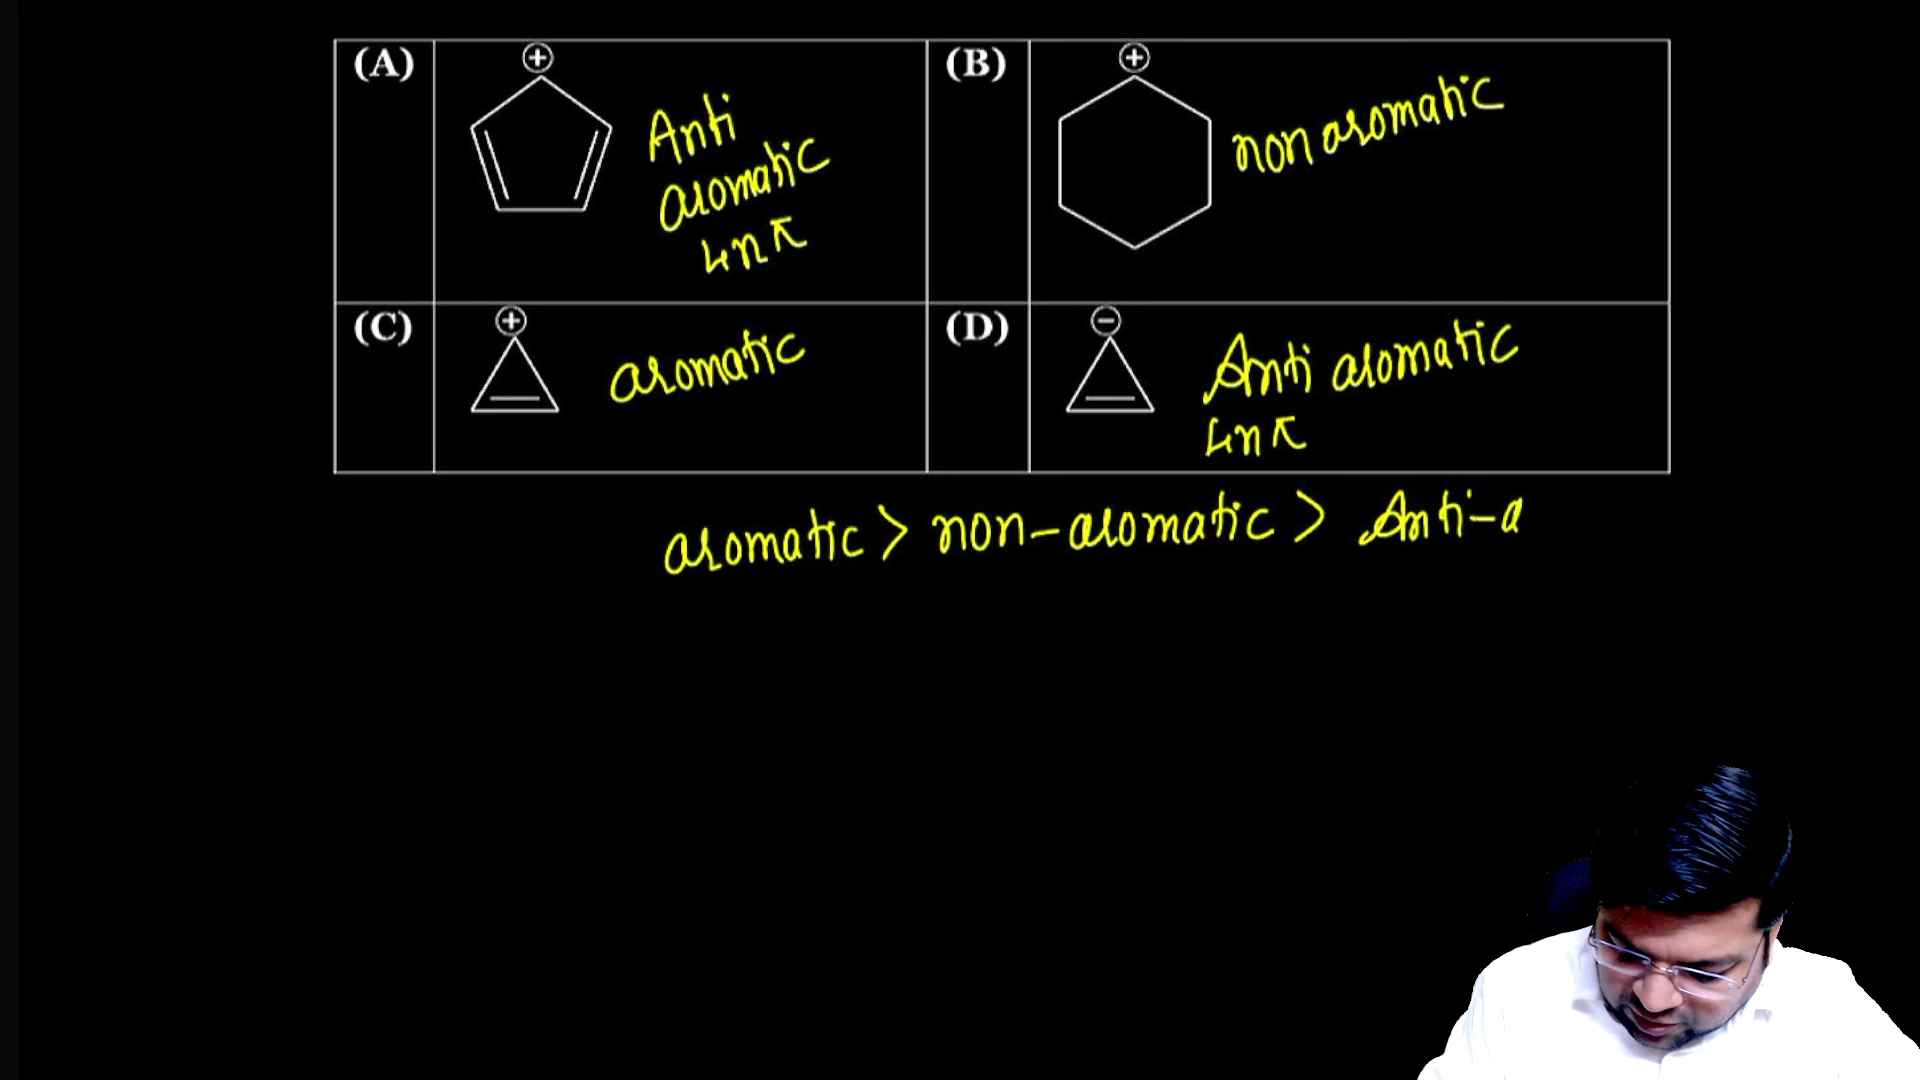 (A)
⊕
Anti
aromatic
4nπ
(B)
⊕
non aromatic
(C)
⊕
aromatic
(D)
⊖
Anti aromatic
4nπ
aromatic > non-aromatic > Anti-a